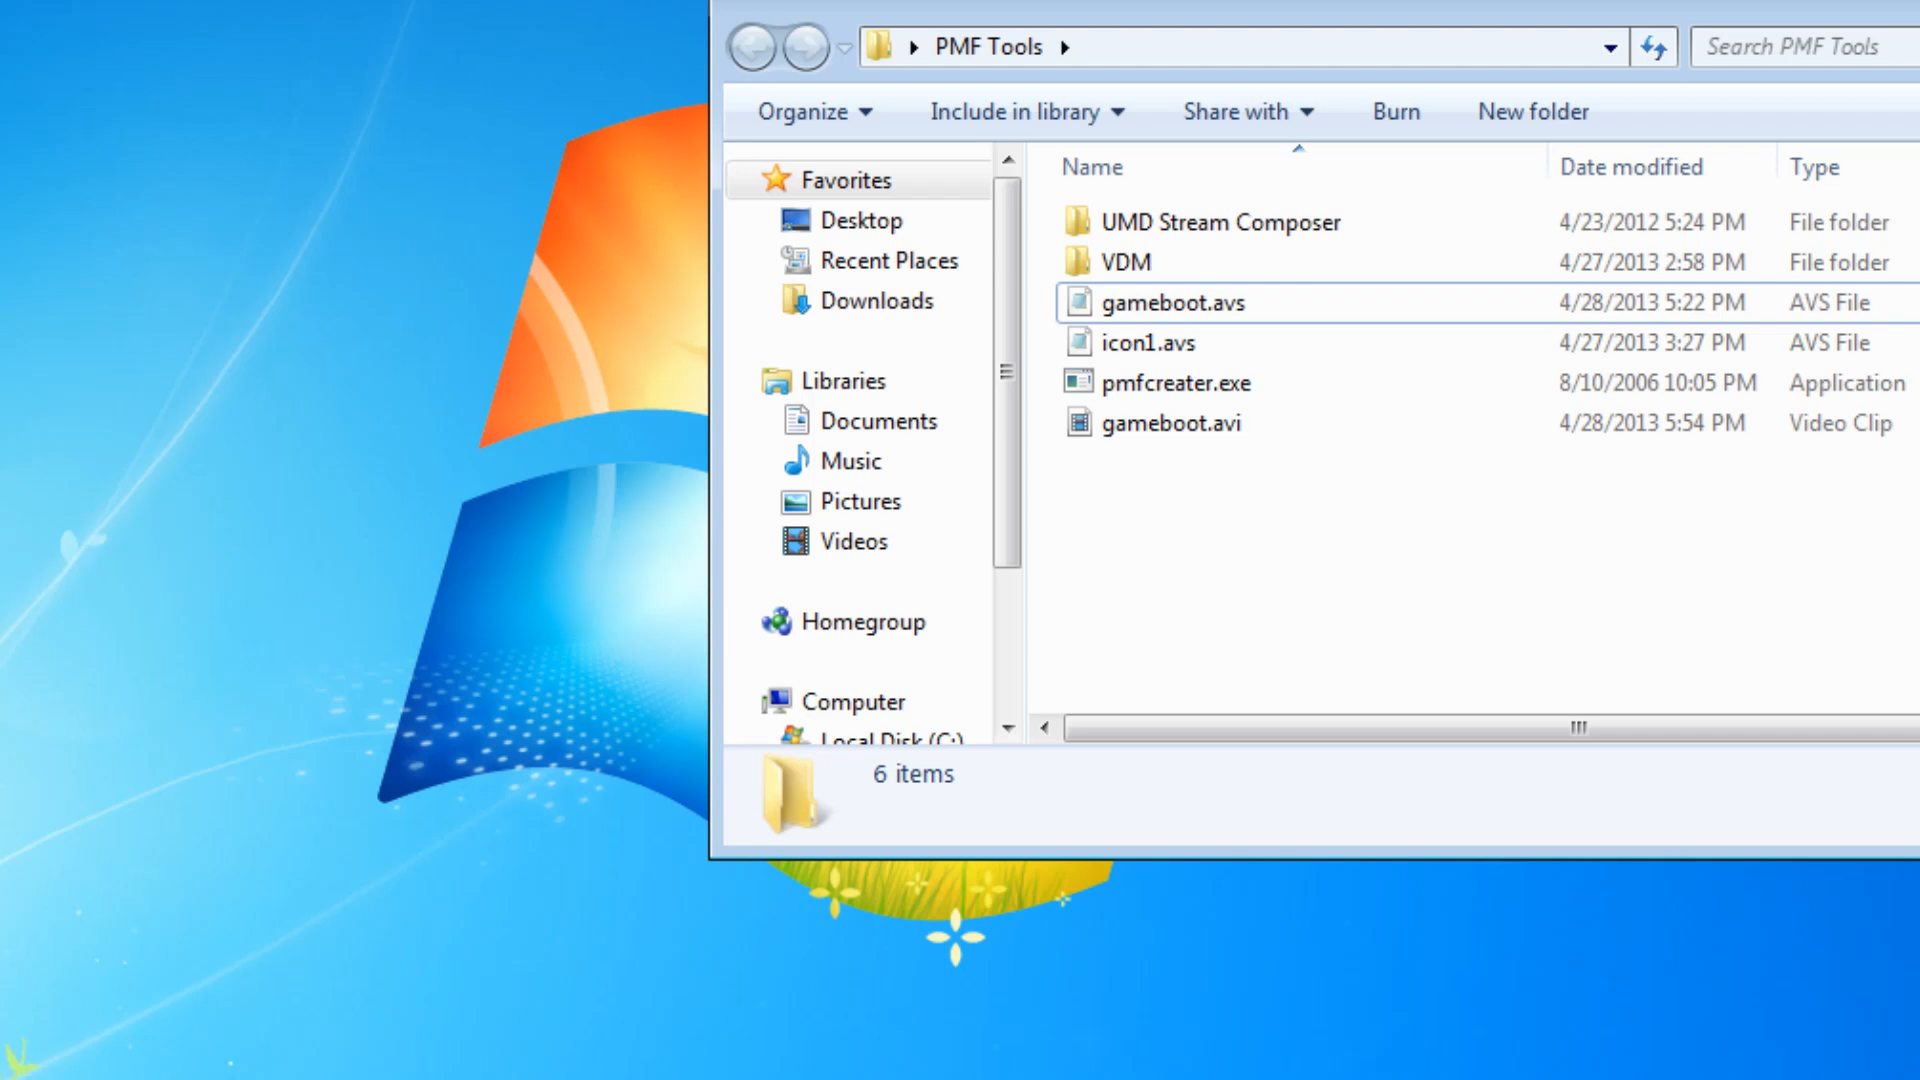 PMF Tools
Search PMF Tools
Organize Include in library Share with Burn New folder
Name Date modified Type
Favorites
Desktop
Recent Places
Downloads
Libraries
Documents
Music
Pictures
Videos
Homegroup
Computer
Local Disk (C:)
UMD Stream Composer 4/23/2012 5:24 PM File folder
VDM 4/27/2013 2:58 PM File folder
gameboot.avs 4/28/2013 5:22 PM AVS File
icon1.avs 4/27/2013 3:27 PM AVS File
pmfcreater.exe 8/10/2006 10:05 PM Application
gameboot.avi 4/28/2013 5:54 PM Video Clip
6 items